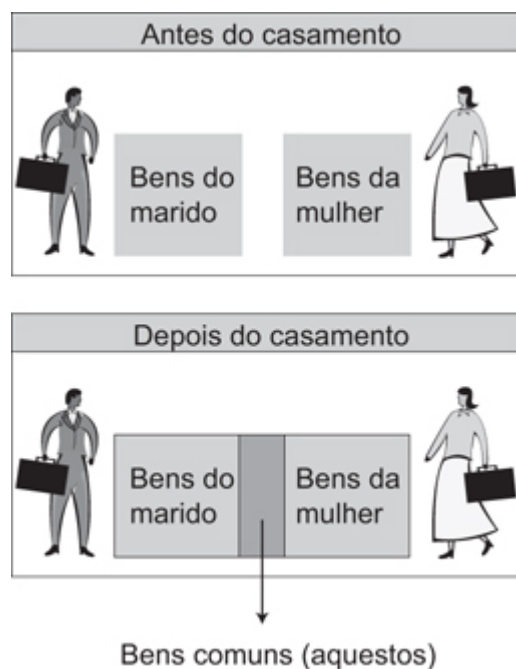 Antes do casamento
Bens do
marido
Bens da
mulher
Depois do casamento
Bens do
marido
Bens da
mulher
Bens comuns (aquestos)